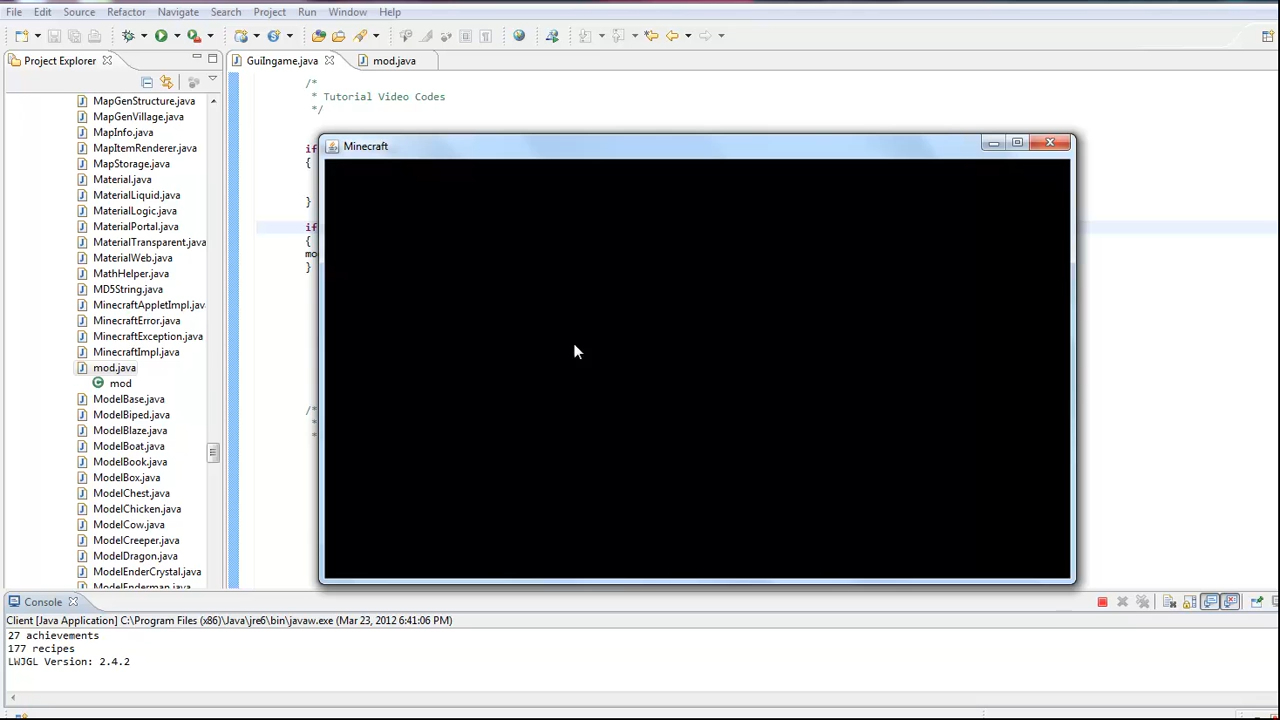 File Edit Source Refactor Navigate Search Project Run Window Help
Project Explorer
GuiIngame.java mod.java
MapGenStructure.java
MapGenVillage.java
MapInfo.java
MapItemRenderer.java
MapStorage.java
Material.java
MaterialLiquid.java
MaterialLogic.java
MaterialPortal.java
MaterialTransparent.java
MaterialWeb.java
MathHelper.java
MD5String.java
MinecraftAppletImpl.jav
MinecraftError.java
MinecraftException.java
MinecraftImpl.java
mod.java
mod
ModelBase.java
ModelBiped.java
ModelBlaze.java
ModelBoat.java
ModelBook.java
ModelBox.java
ModelChest.java
ModelChicken.java
ModelCow.java
ModelCreeper.java
ModelDragon.java
ModelEnderCrystal.java
ModelEnderman.java
/*
* Tutorial Video Codes
*/
if
{
}
if
{
mo
}
/*
*
*
Minecraft
Console
Client [Java Application] C:\Program Files (x86)\Java\jre6\bin\javaw.exe (Mar 23, 2012 6:41:06 PM)
27 achievements
177 recipes
LWJGL Version: 2.4.2